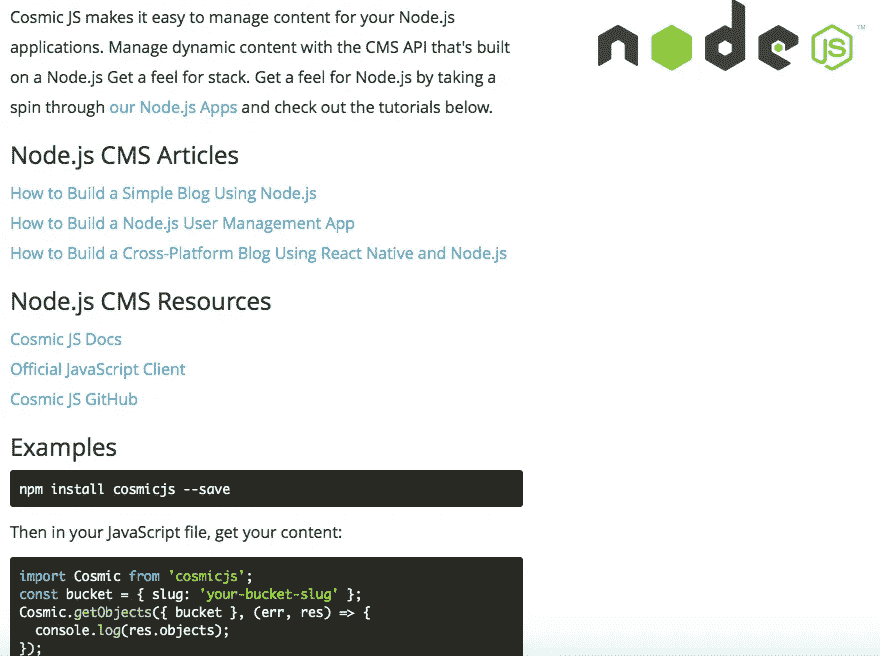 Cosmic JS makes it easy to manage content for your Node.js
applications. Manage dynamic content with the CMS API that's built
on a Node.js Get a feel for stack. Get a feel for Node.js by taking a
spin through our Node.js Apps and check out the tutorials below.
node JS ™
Node.js CMS Articles
How to Build a Simple Blog Using Node.js
How to Build a Node.js User Management App
How to Build a Cross-Platform Blog Using React Native and Node.js
Node.js CMS Resources
Cosmic JS Docs
Official JavaScript Client
Cosmic JS GitHub
Examples
npm install cosmicjs --save
Then in your JavaScript file, get your content:
import Cosmic from 'cosmicjs';
const bucket = { slug: 'your-bucket-slug' };
Cosmic.getObjects({ bucket }, (err, res) => {
  console.log(res.objects);
});